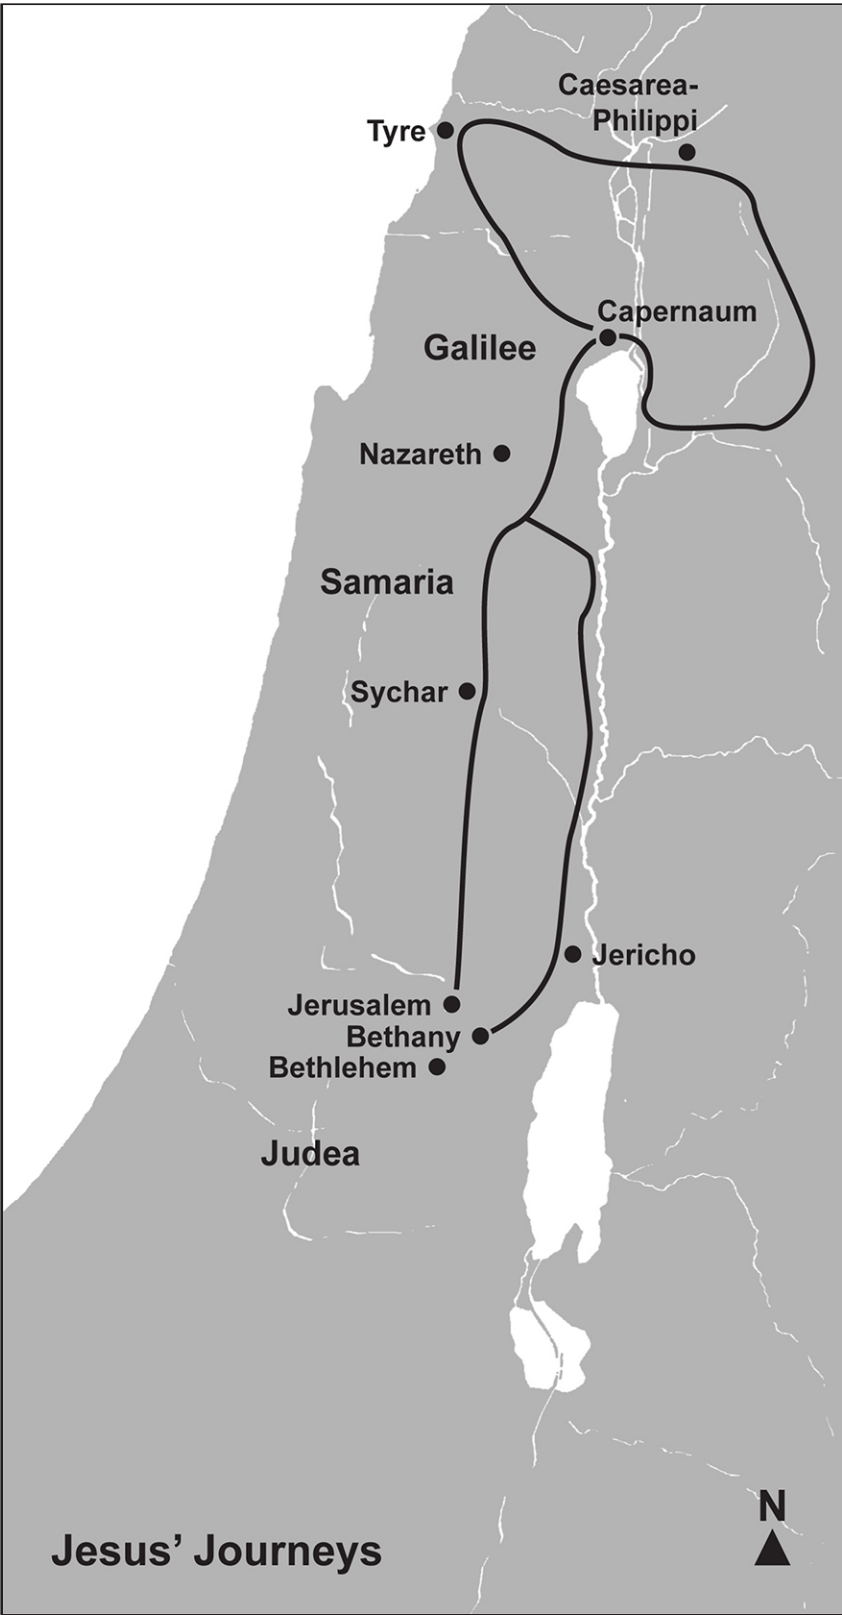 Caesarea-
Philippi
Tyre
Capernaum
Galilee
Nazareth
Samaria
Sychar
Jericho
Jerusalem
Bethany
Bethlehem
Judea
N
Jesus’ Journeys